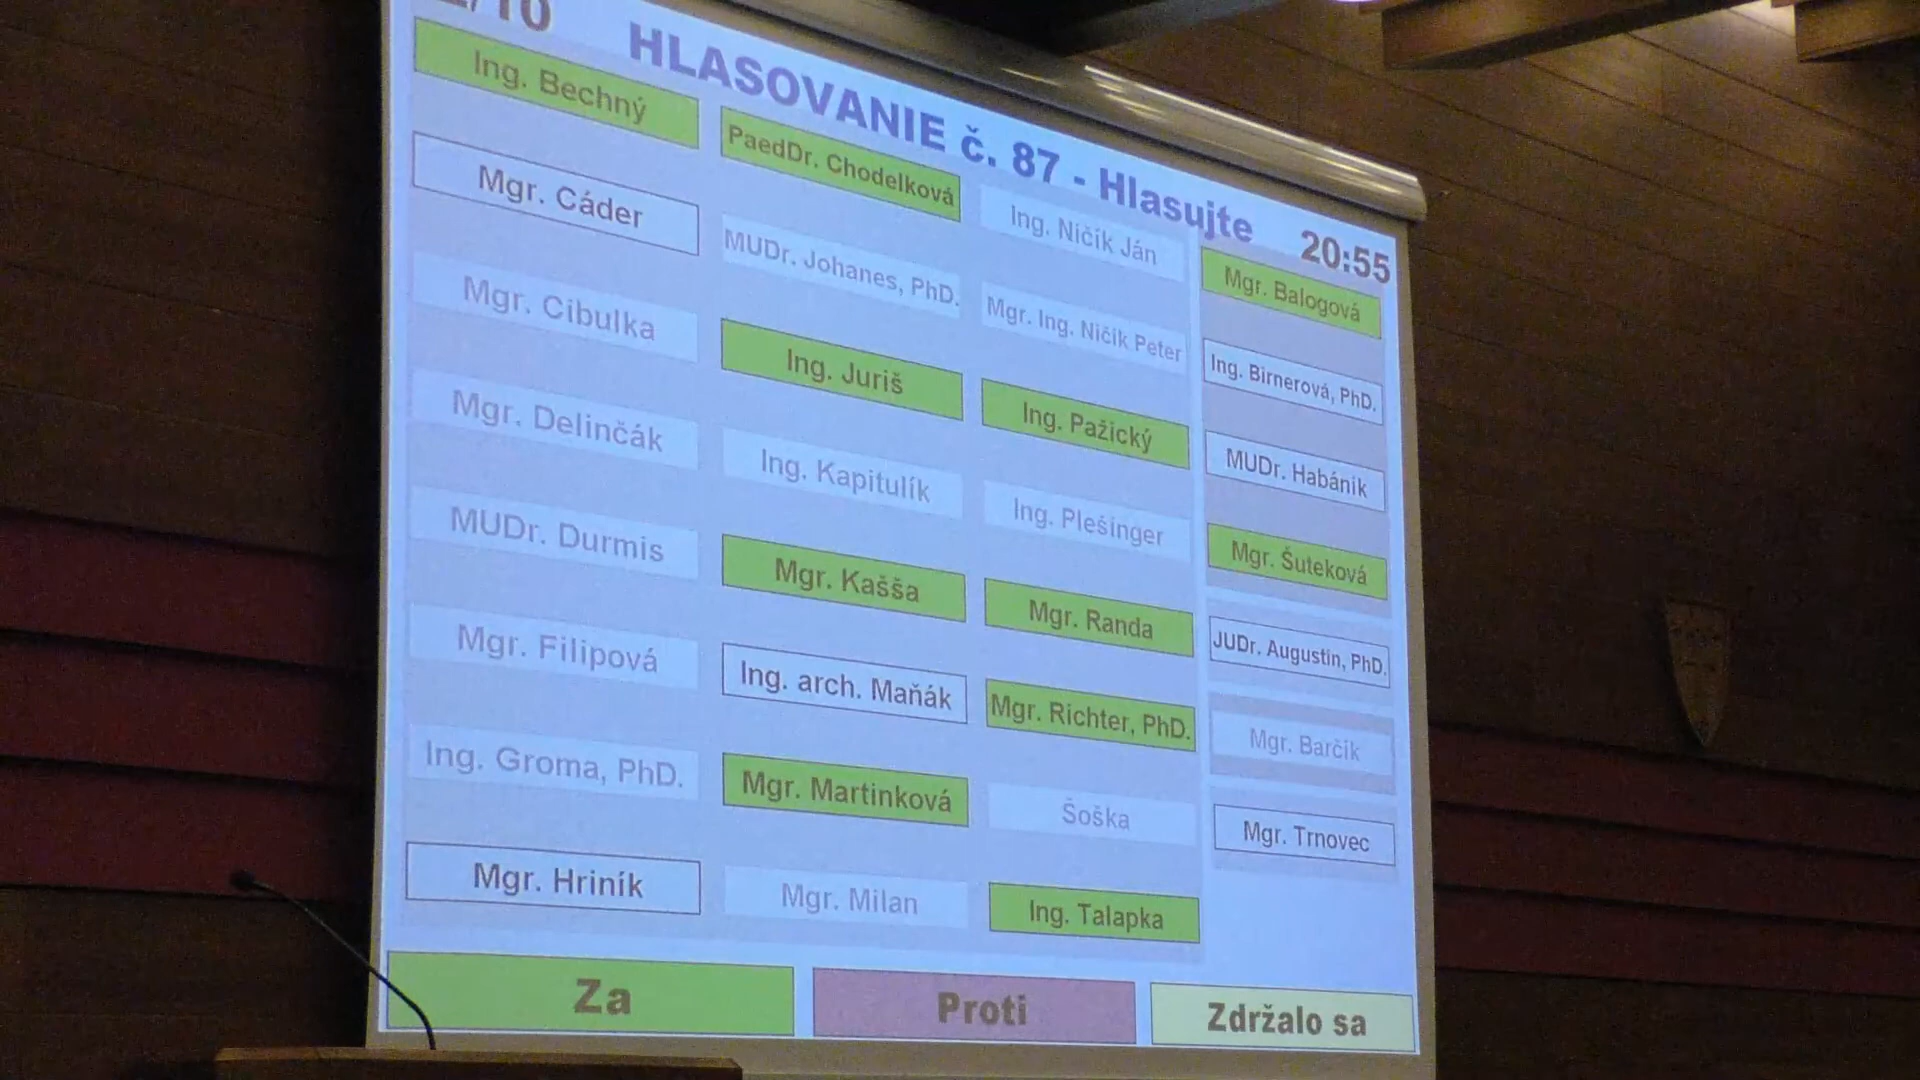 /10
HLASOVANIE č. 87 - Hlasujte
20:55
Ing. Bechný
Mgr. Cáder
Mgr. Cibulka
Mgr. Delinčák
MUDr. Durmis
Mgr. Filipová
Ing. Groma, PhD.
Mgr. Hriník
PaedDr. Chodelková
MUDr. Johanes, PhD.
Ing. Juriš
Ing. Kapitulík
Mgr. Kašša
Ing. arch. Maňák
Mgr. Martinková
Mgr. Milan
Ing. Ničík Ján
Mgr. Ing. Ničík Peter
Ing. Pažický
Ing. Plešinger
Mgr. Randa
Mgr. Richter, PhD.
Šoška
Ing. Talapka
Mgr. Balogová
Ing. Birnerová, PhD.
MUDr. Habánik
Mgr. Šuteková
JUDr. Augustin, PhD.
Mgr. Barčík
Mgr. Trnovec
Za
Proti
Zdržalo sa